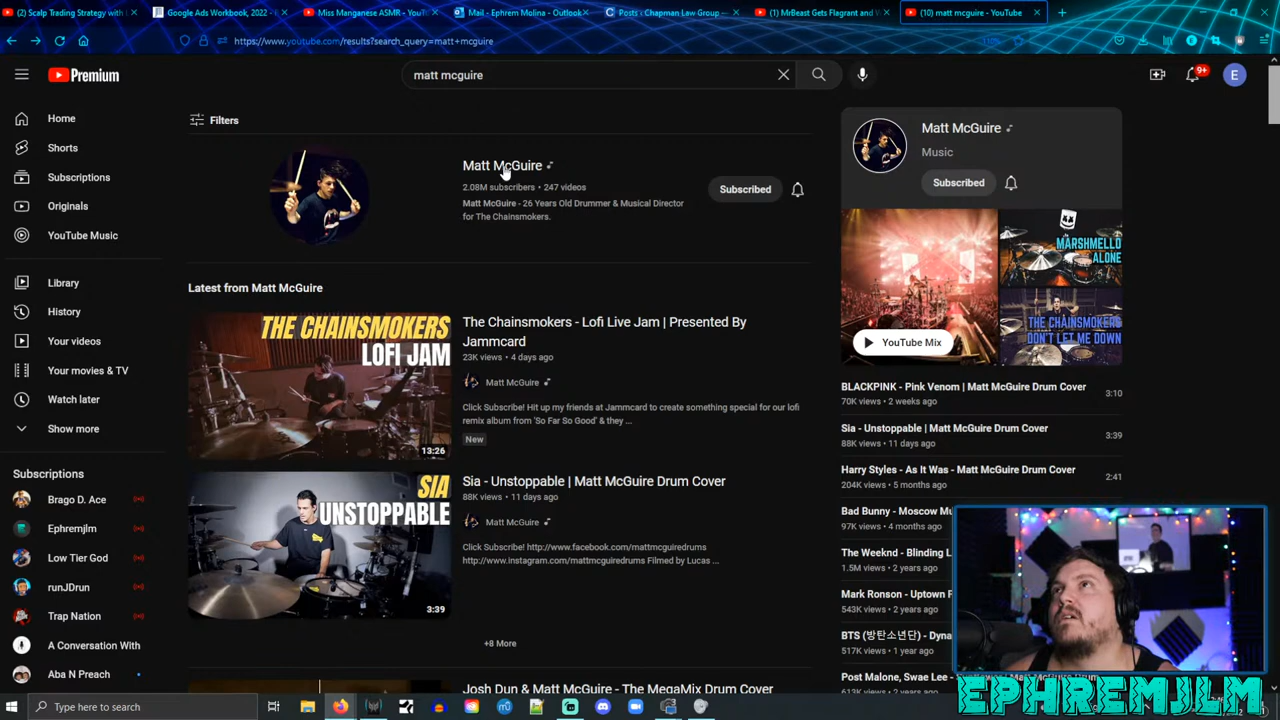 (2) Scalp Trading Strategy with
Google Ads Workbook, 2022 -
Miss Manganese ASMR - YouT
Mail - Ephrem Molina - Outlook
Posts ‹ Chapman Law Group —
(1) MrBeast Gets Flagrant and W
(10) matt mcguire - YouTube
https://www.youtube.com/results?search_query=matt+mcguire
Premium
matt mcguire
9+
E
Home
Shorts
Subscriptions
Originals
YouTube Music
Library
History
Your videos
Your movies & TV
Watch later
Show more
Subscriptions
Brago D. Ace
Ephremjlm
Low Tier God
runJDrun
Trap Nation
A Conversation With
Aba N Preach
Filters
Matt McGuire
2.08M subscribers • 247 videos
Matt McGuire - 26 Years Old Drummer & Musical Director
for The Chainsmokers.
Subscribed
Latest from Matt McGuire
THE CHAINSMOKERS
LOFI JAM
13:26
The Chainsmokers - Lofi Live Jam | Presented By
Jammcard
23K views • 4 days ago
Matt McGuire
Click Subscribe! Hit up my friends at Jammcard to create something special for our lofi
remix album from 'So Far So Good' & they ...
New
SIA
UNSTOPPABLE
3:39
Sia - Unstoppable | Matt McGuire Drum Cover
88K views • 11 days ago
Matt McGuire
Click Subscribe! http://www.facebook.com/mattmcguiredrums
http://www.instagram.com/mattmcguiredrums Filmed by Lucas ...
+8 More
Josh Dun & Matt McGuire - The MegaMix Drum Cover
Matt McGuire
Music
Subscribed
MARSHMELLO
ALONE
THE CHAINSMOKERS
DON'T LET ME DOWN
YouTube Mix
BLACKPINK - Pink Venom | Matt McGuire Drum Cover
70K views • 2 weeks ago
3:10
Sia - Unstoppable | Matt McGuire Drum Cover
88K views • 11 days ago
3:39
Harry Styles - As It Was - Matt McGuire Drum Cover
204K views • 5 months ago
2:41
Bad Bunny - Moscow Mu
97K views • 4 months ago
The Weeknd - Blinding L
1.5M views • 2 years ago
Mark Ronson - Uptown F
543K views • 2 years ago
BTS (방탄소년단) - Dyna
517K views • 1 year ago
Post Malone, Swae Lee -
613K views • 2 years ago
EPHREMJLM
Type here to search